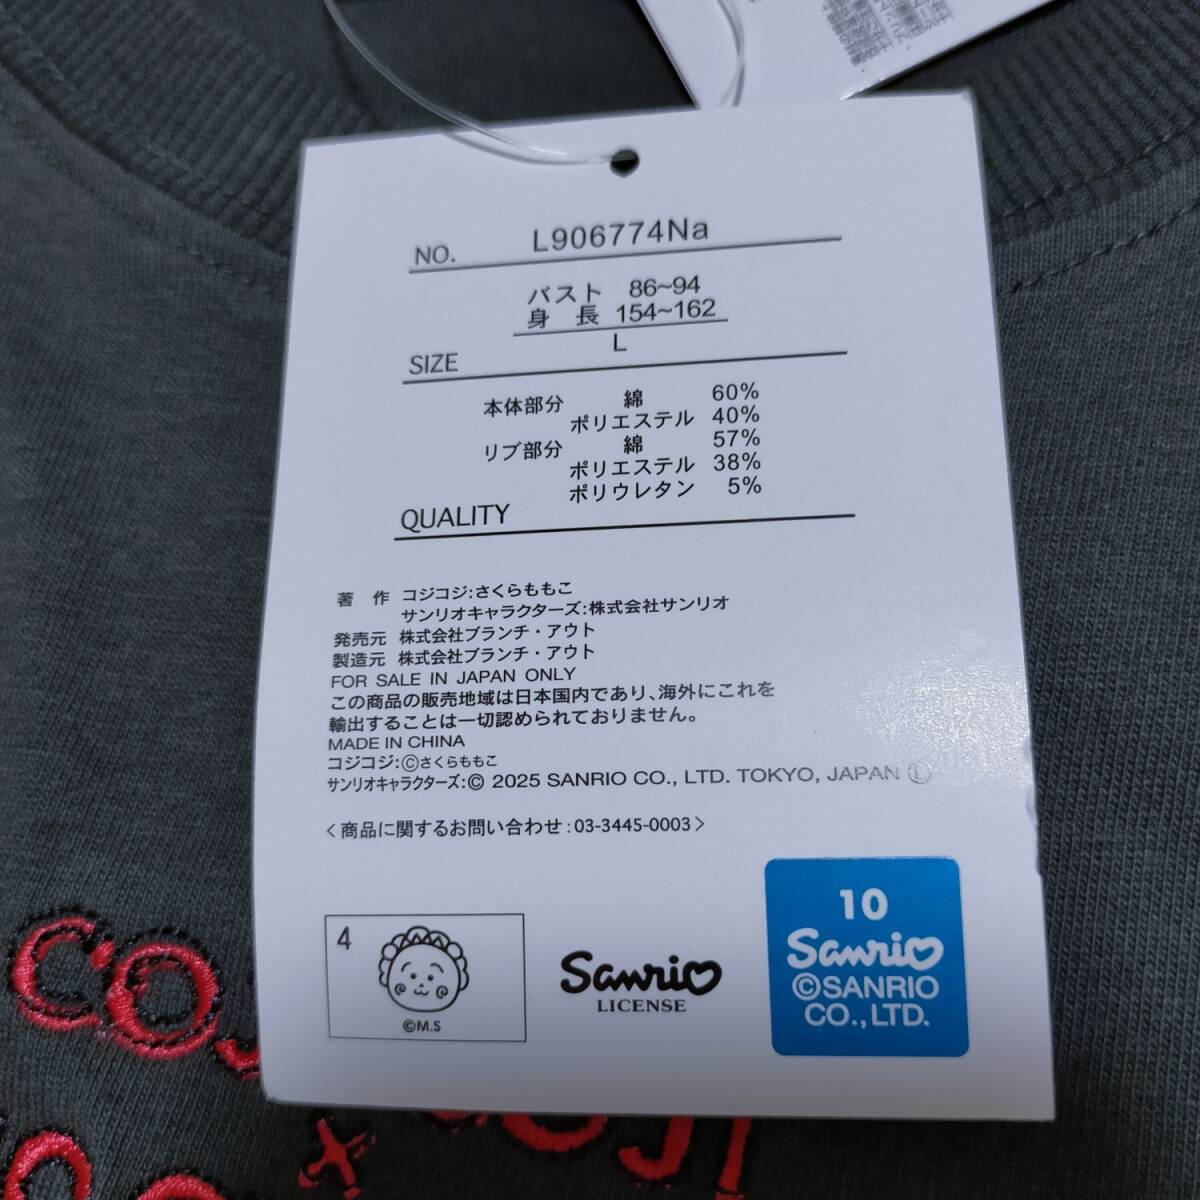 NO. L906774Na
バスト 86~94
身 長 154~162
SIZE L
本体部分 綿 60%
ポリエステル 40%
リブ部分 綿 57%
ポリエステル 38%
ポリウレタン 5%
QUALITY
著 作 コジコジ:さくらももこ
サンリオキャラクターズ:株式会社サンリオ
発売元 株式会社ブランチ・アウト
製造元 株式会社ブランチ・アウト
FOR SALE IN JAPAN ONLY
この商品の販売地域は日本国内であり、海外にこれを
輸出することは一切認められておりません。
MADE IN CHINA
コジコジ:Ⓒさくらももこ
サンリオキャラクターズ:© 2025 SANRIO CO., LTD. TOKYO, JAPAN Ⓛ
<商品に関するお問い合わせ:03-3445-0003>
4
©M.S
Sanrio
LICENSE
10
Sanrio
©SANRIO
CO.,LTD.
COJ